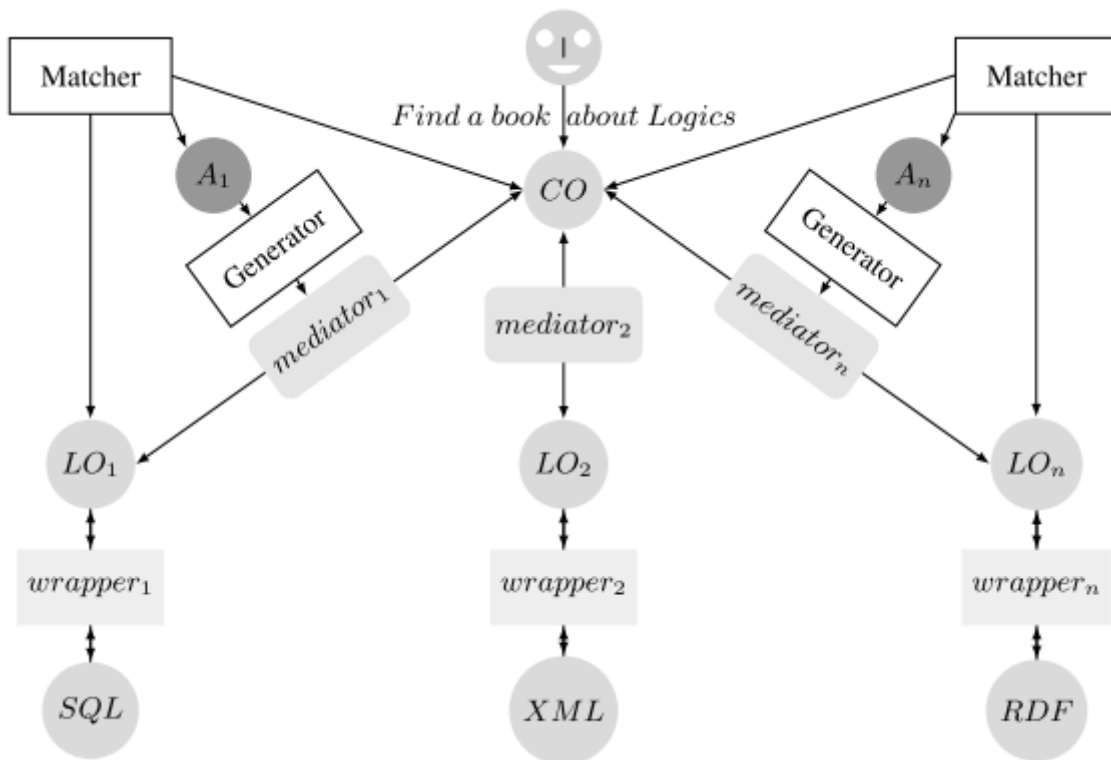 Matcher
Matcher
Find a book about Logics
A₁
CO
Aₙ
Generator
Generator
mediator₁
mediator₂
mediatorₙ
LO₁
LO₂
LOₙ
wrapper₁
wrapper₂
wrapperₙ
SQL
XML
RDF